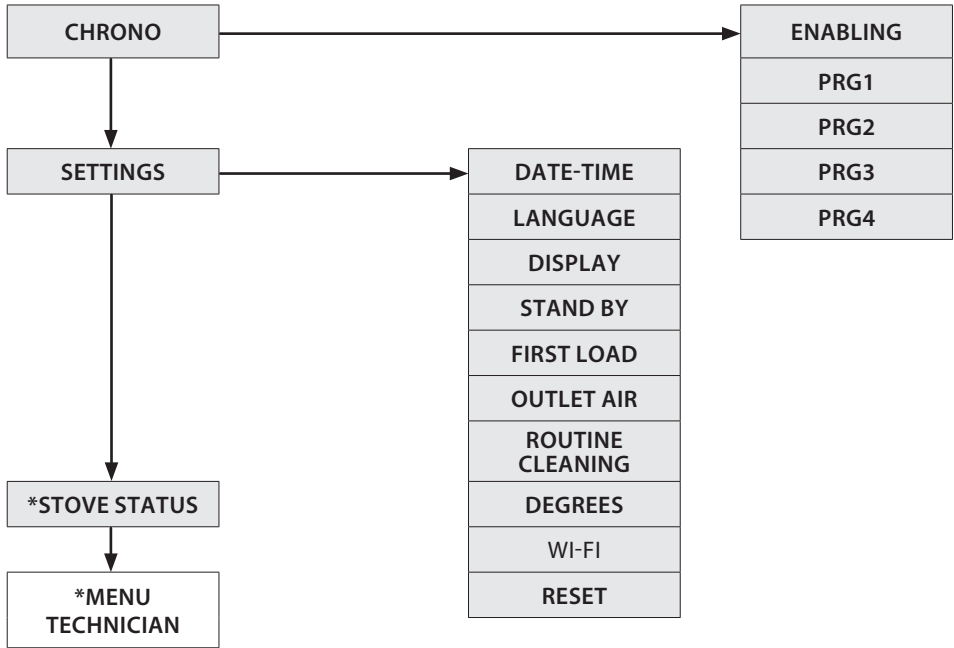 CHRONO
ENABLING
PRG1
PRG2
PRG3
PRG4
SETTINGS
DATE-TIME
LANGUAGE
DISPLAY
STAND BY
FIRST LOAD
OUTLET AIR
ROUTINE
CLEANING
DEGREES
WI-FI
RESET
*STOVE STATUS
*MENU
TECHNICIAN